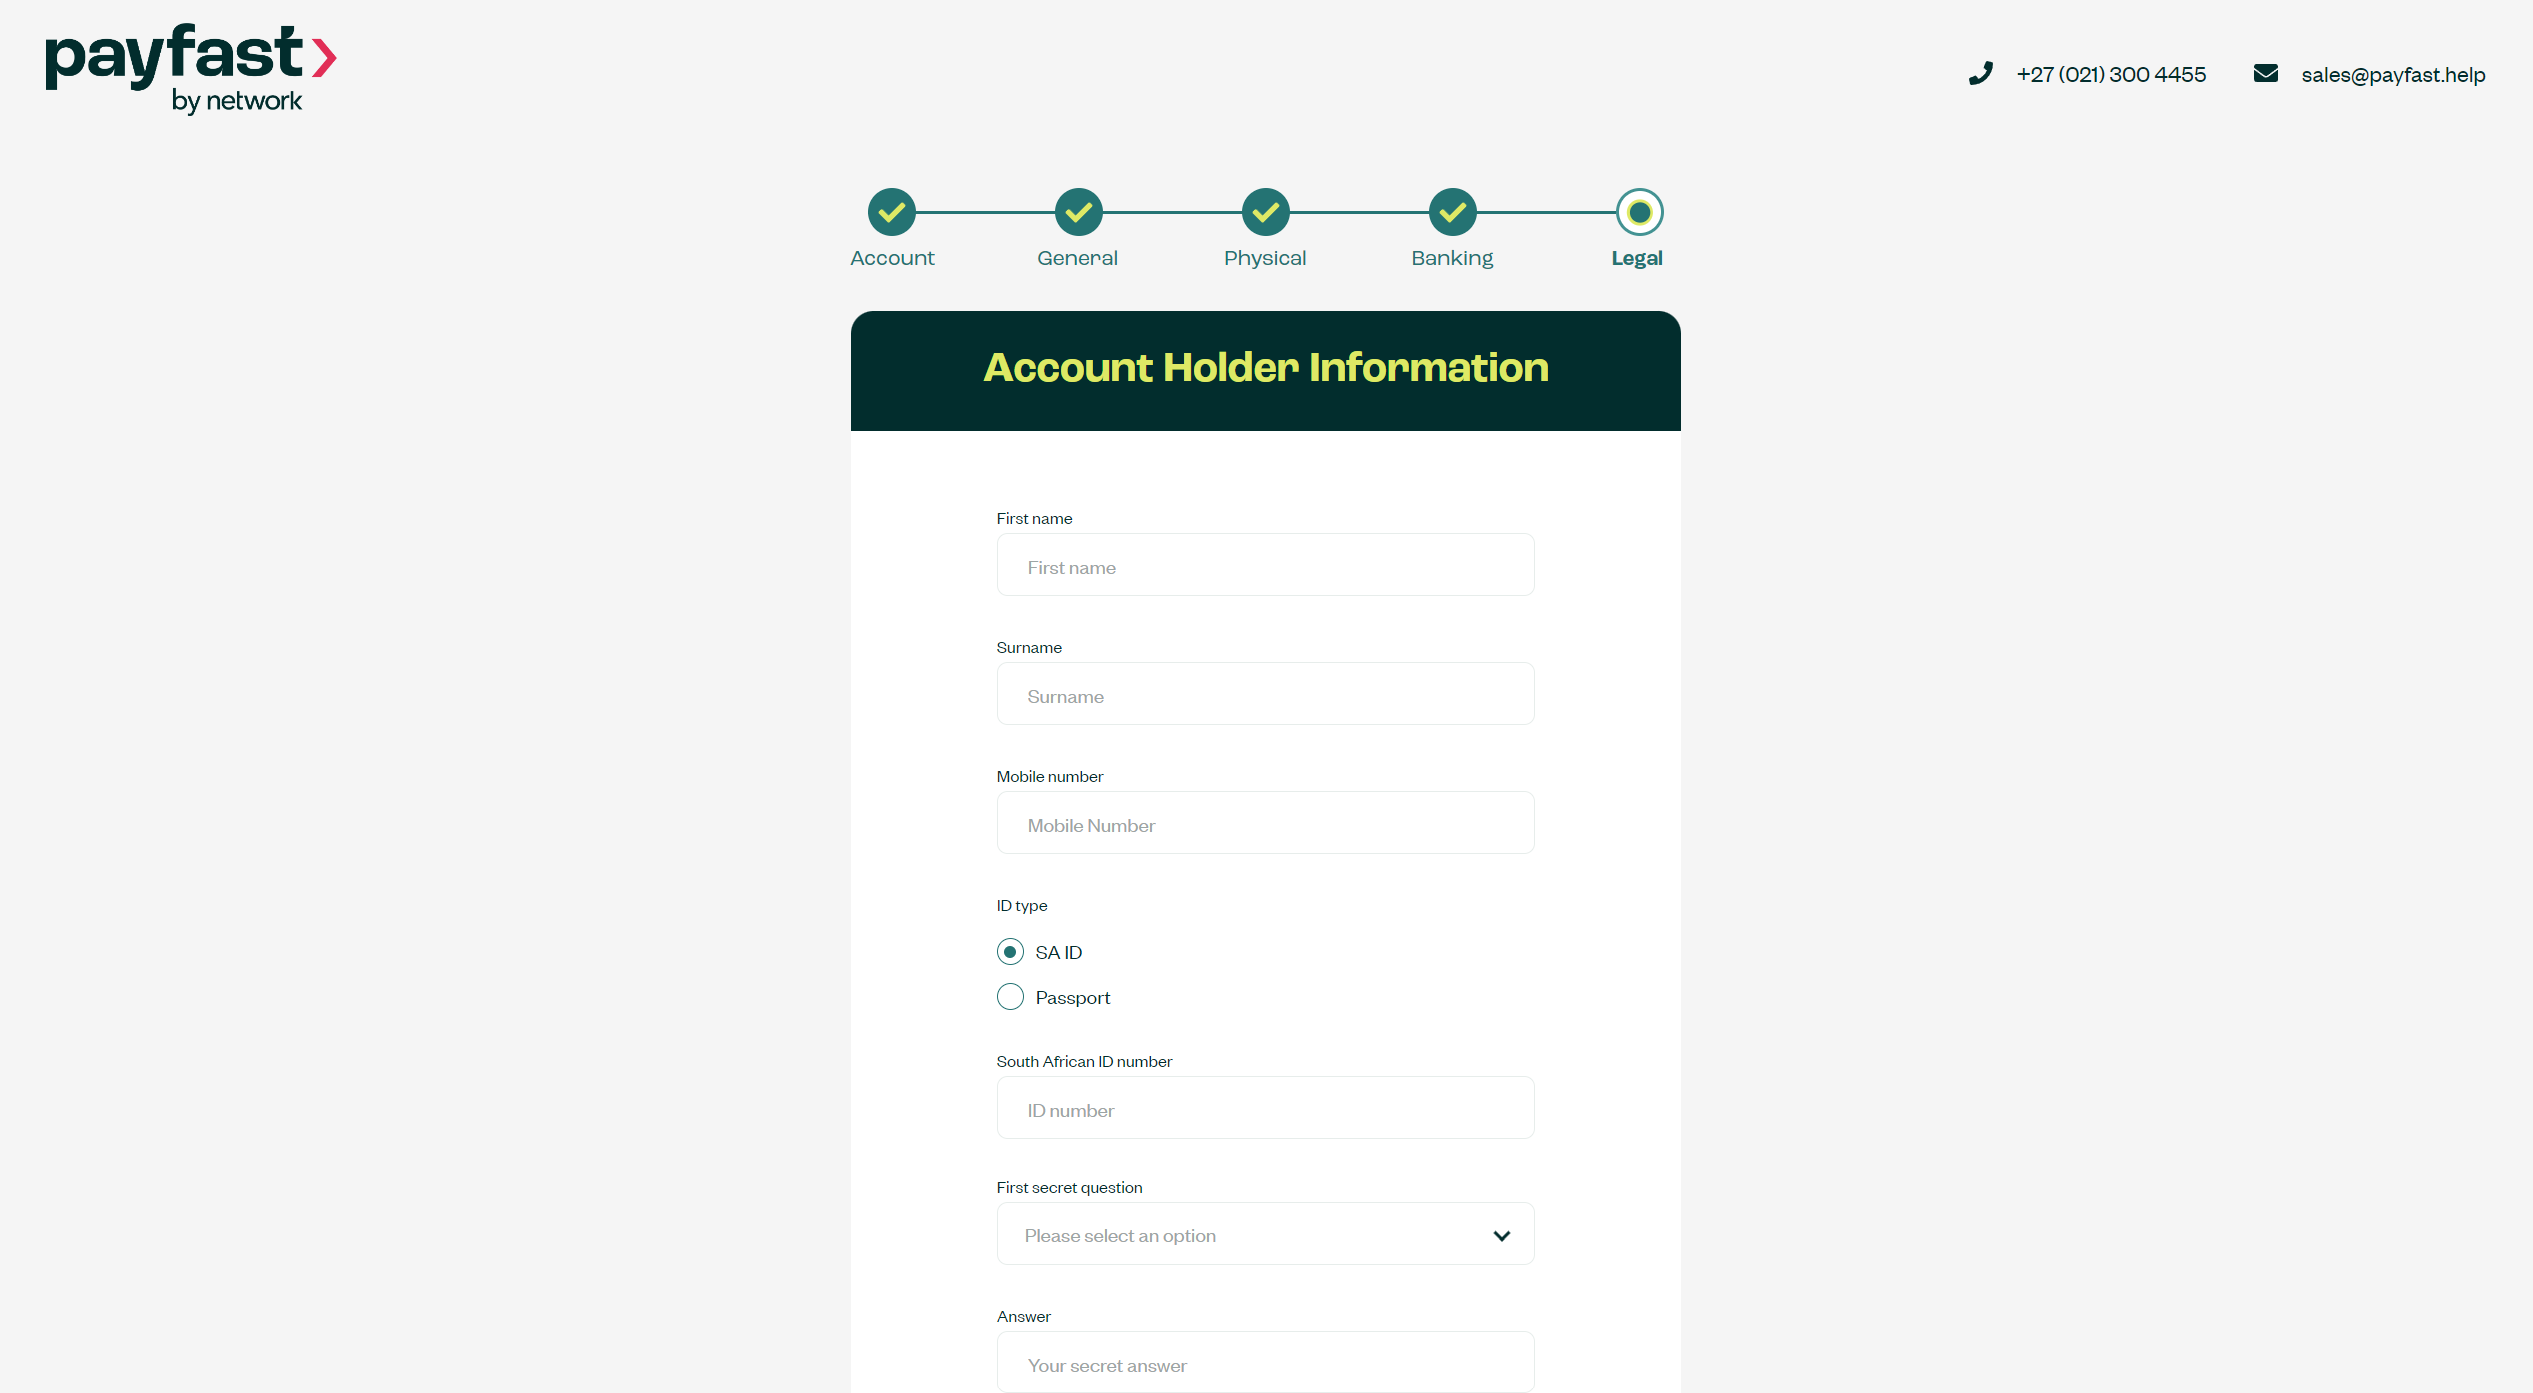 payfast
by network
+27 (021) 300 4455
sales@payfast.help
Account
General
Physical
Banking
Legal
Account Holder Information
First name
First name
Surname
Surname
Mobile number
Mobile Number
ID type
SA ID
Passport
South African ID number
ID number
First secret question
Please select an option
Answer
Your secret answer